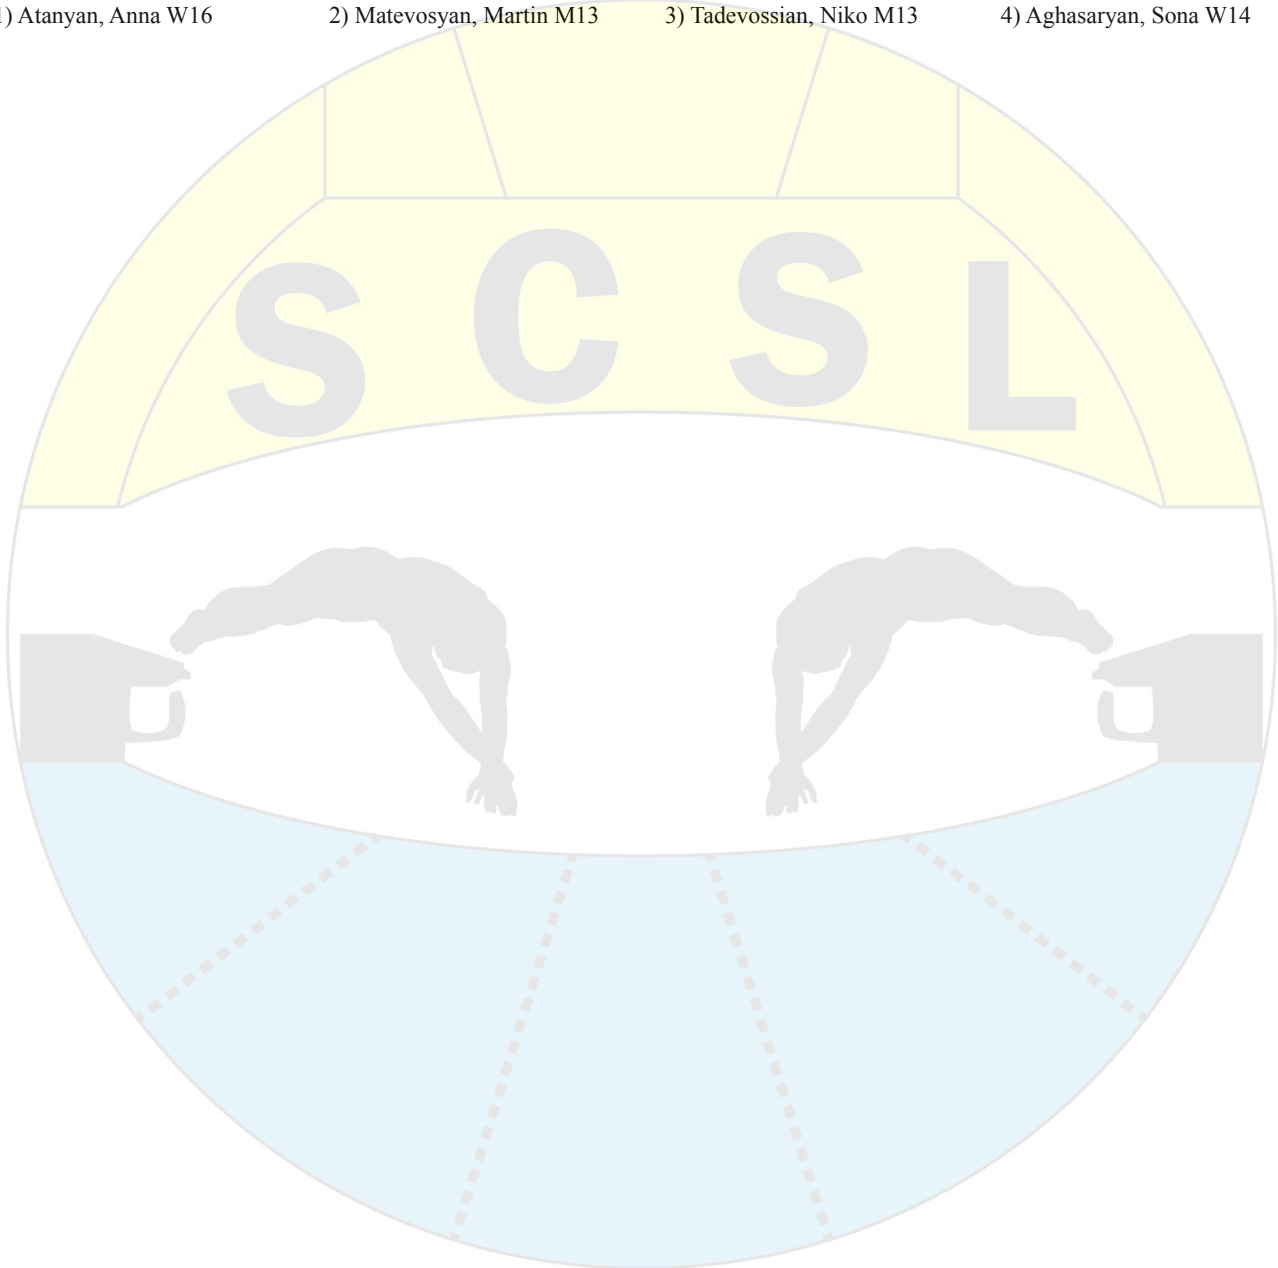 1) Atanyan, Anna W16 2) Matevosyan, Martin M13 3) Tadevossian, Niko M13 4) Aghasaryan, Sona W14
S C S L